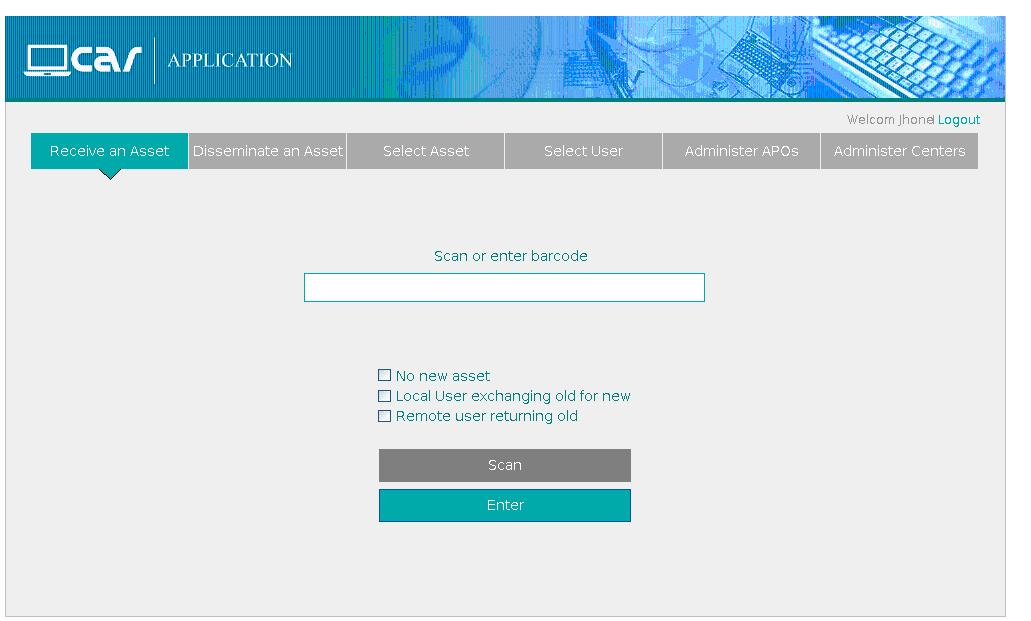 car APPLICATION
Welcom Jhonel Logout
Receive an Asset Disseminate an Asset Select Asset Select User Administer APOs Administer Centers
Scan or enter barcode
No new asset
Local User exchanging old for new
Remote user returning old
Scan
Enter